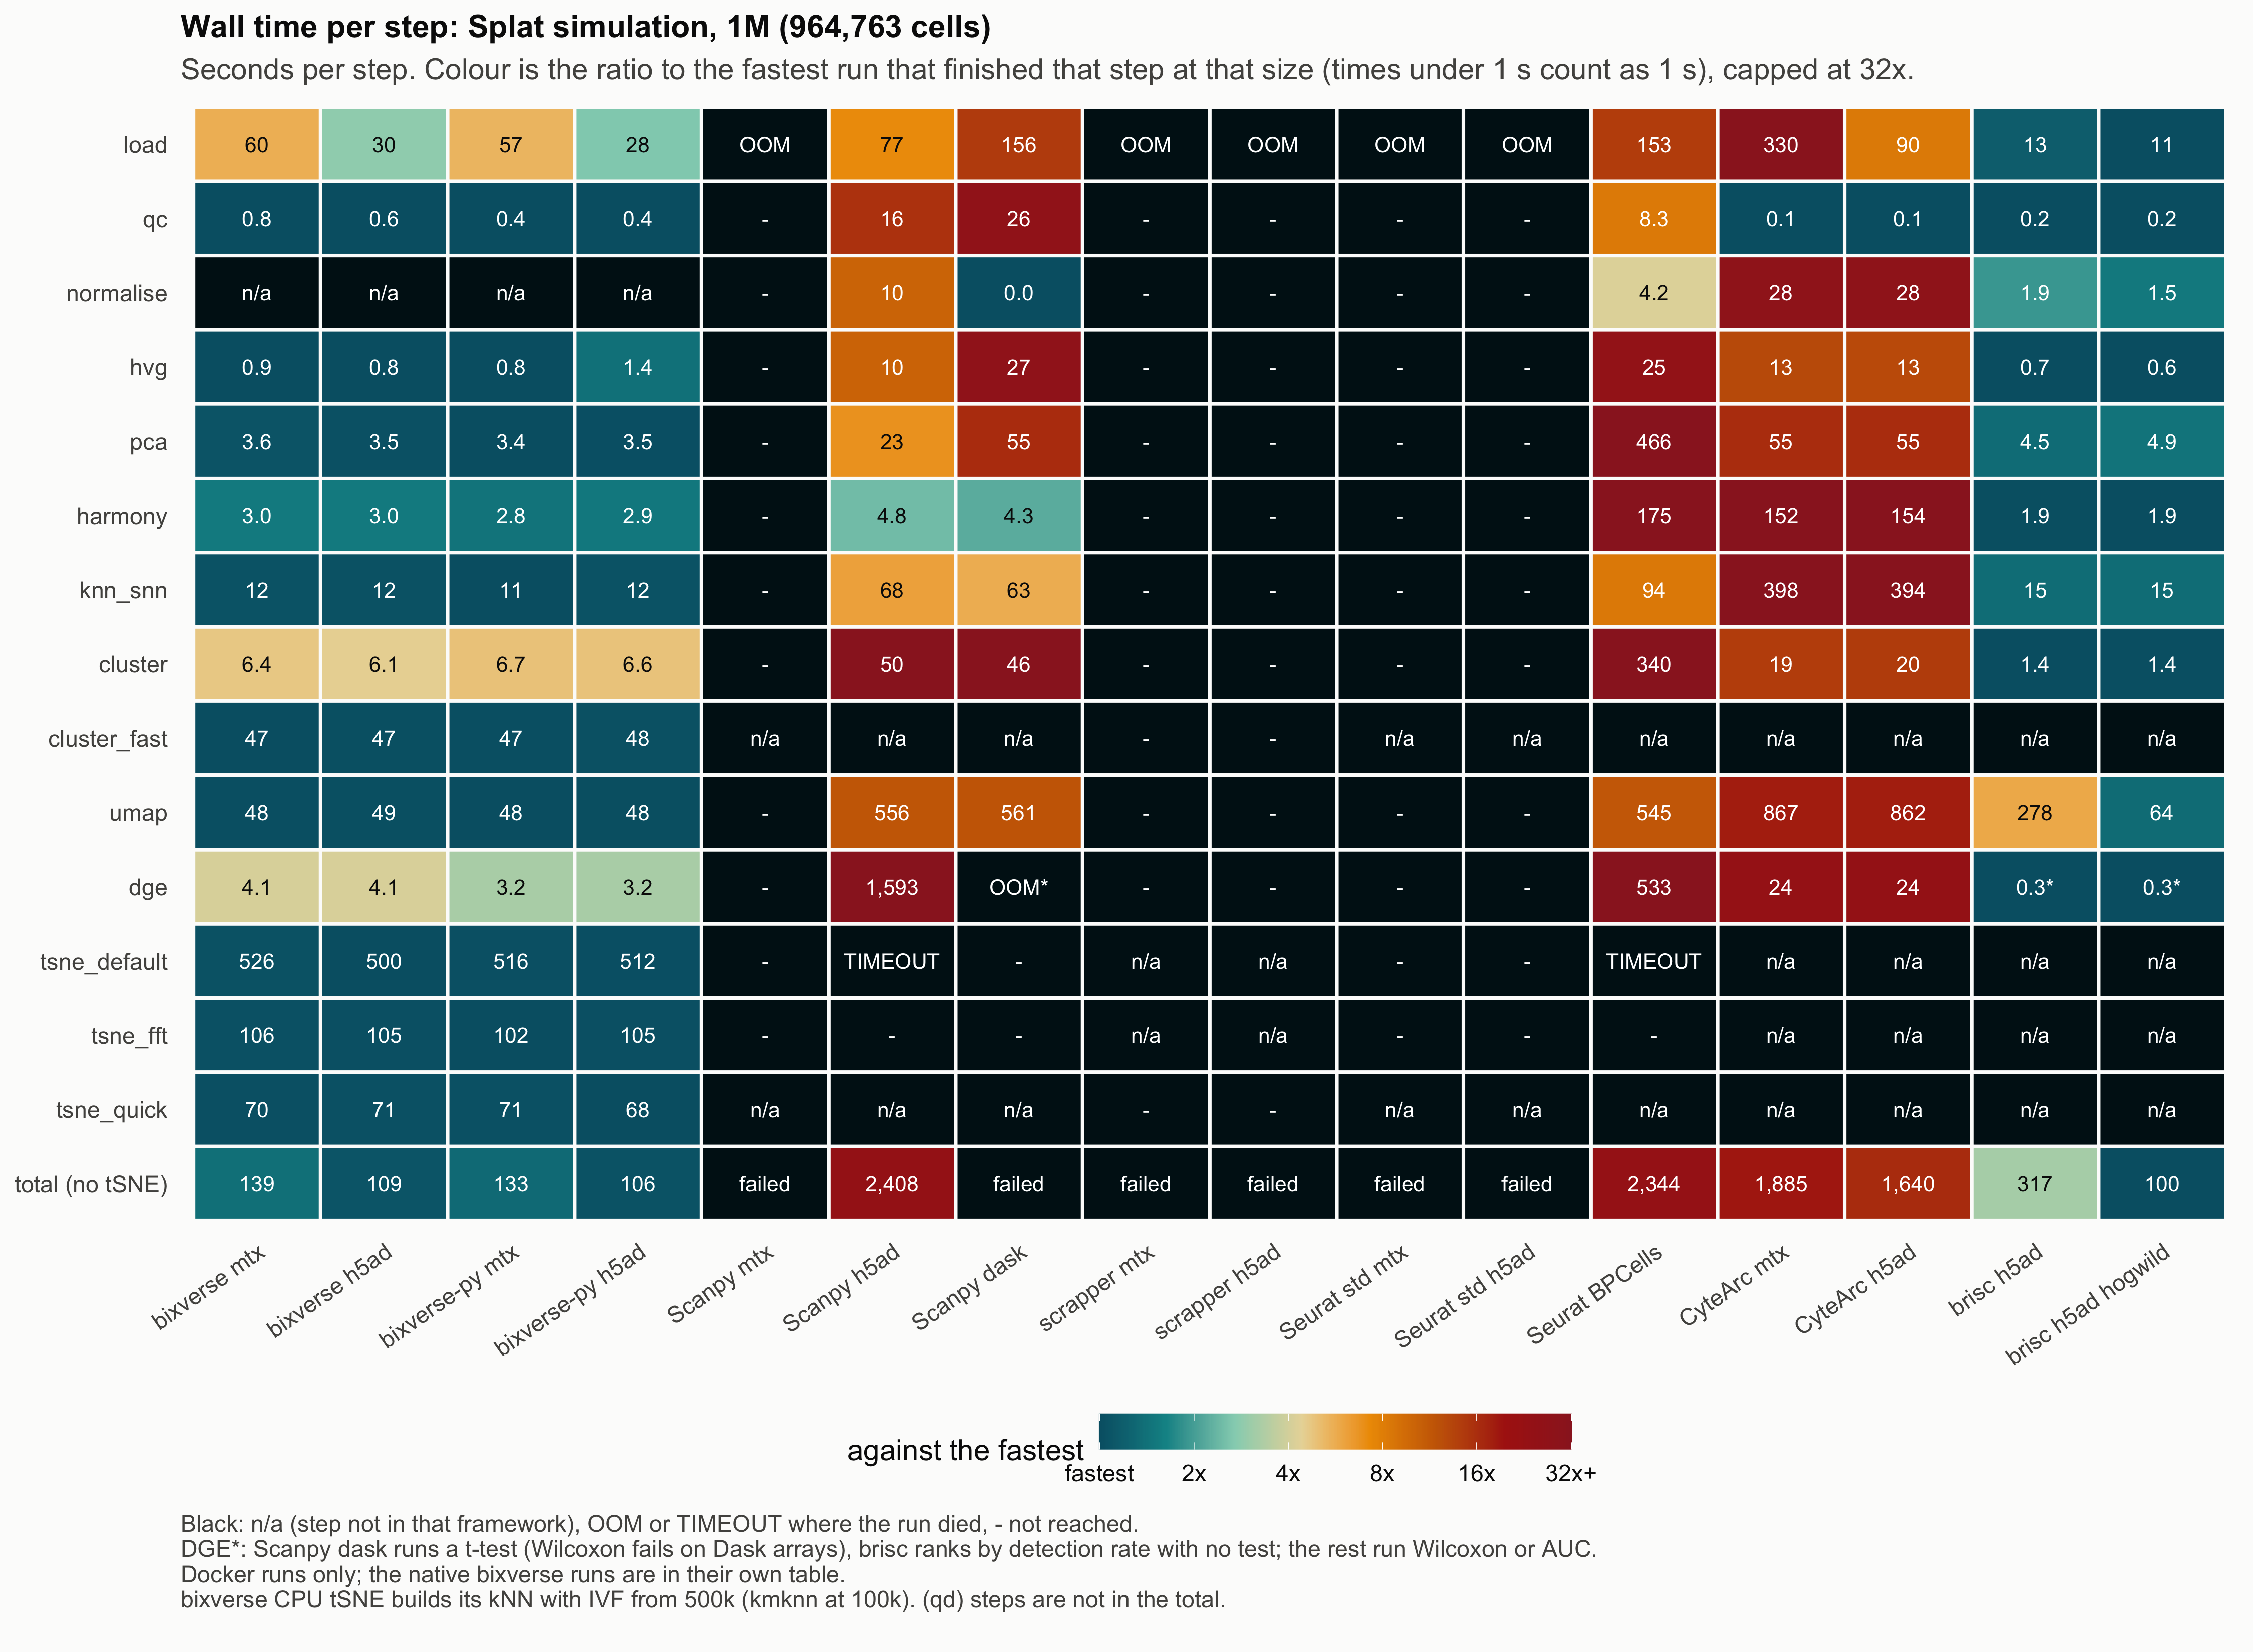 Wall time per step: Splat simulation, 1M (964,763 cells)
Seconds per step. Colour is the ratio to the fastest run that finished that step at that size (times under 1 s count as 1 s), capped at 32x.
load 60 30 57 28 OOM 77 156 OOM OOM OOM OOM 153 330 90 13 11
qc 0.8 0.6 0.4 0.4 - 16 26 - - - - 8.3 0.1 0.1 0.2 0.2
normalise n/a n/a n/a n/a - 10 0.0 - - - - 4.2 28 28 1.9 1.5
hvg 0.9 0.8 0.8 1.4 - 10 27 - - - - 25 13 13 0.7 0.6
pca 3.6 3.5 3.4 3.5 - 23 55 - - - - 466 55 55 4.5 4.9
harmony 3.0 3.0 2.8 2.9 - 4.8 4.3 - - - - 175 152 154 1.9 1.9
knn_snn 12 12 11 12 - 68 63 - - - - 94 398 394 15 15
cluster 6.4 6.1 6.7 6.6 - 50 46 - - - - 340 19 20 1.4 1.4
cluster_fast 47 47 47 48 n/a n/a n/a - - n/a n/a n/a n/a n/a n/a n/a
umap 48 49 48 48 - 556 561 - - - - 545 867 862 278 64
dge 4.1 4.1 3.2 3.2 - 1,593 OOM* - - - - 533 24 24 0.3* 0.3*
tsne_default 526 500 516 512 - TIMEOUT - n/a n/a - - TIMEOUT n/a n/a n/a n/a
tsne_fft 106 105 102 105 - - - n/a n/a - - - n/a n/a n/a n/a
tsne_quick 70 71 71 68 n/a n/a n/a - - n/a n/a n/a n/a n/a n/a n/a
total (no tSNE) 139 109 133 106 failed 2,408 failed failed failed failed failed 2,344 1,885 1,640 317 100
bixverse mtx
bixverse h5ad
bixverse-py mtx
bixverse-py h5ad
Scanpy mtx
Scanpy h5ad
Scanpy dask
scrapper mtx
scrapper h5ad
Seurat std mtx
Seurat std h5ad
Seurat BPCells
CyteArc mtx
CyteArc h5ad
brisc h5ad
brisc h5ad hogwild
against the fastest
fastest 2x 4x 8x 16x 32x+
Black: n/a (step not in that framework), OOM or TIMEOUT where the run died, - not reached.
DGE*: Scanpy dask runs a t-test (Wilcoxon fails on Dask arrays), brisc ranks by detection rate with no test; the rest run Wilcoxon or AUC.
Docker runs only; the native bixverse runs are in their own table.
bixverse CPU tSNE builds its kNN with IVF from 500k (kmknn at 100k). (qd) steps are not in the total.